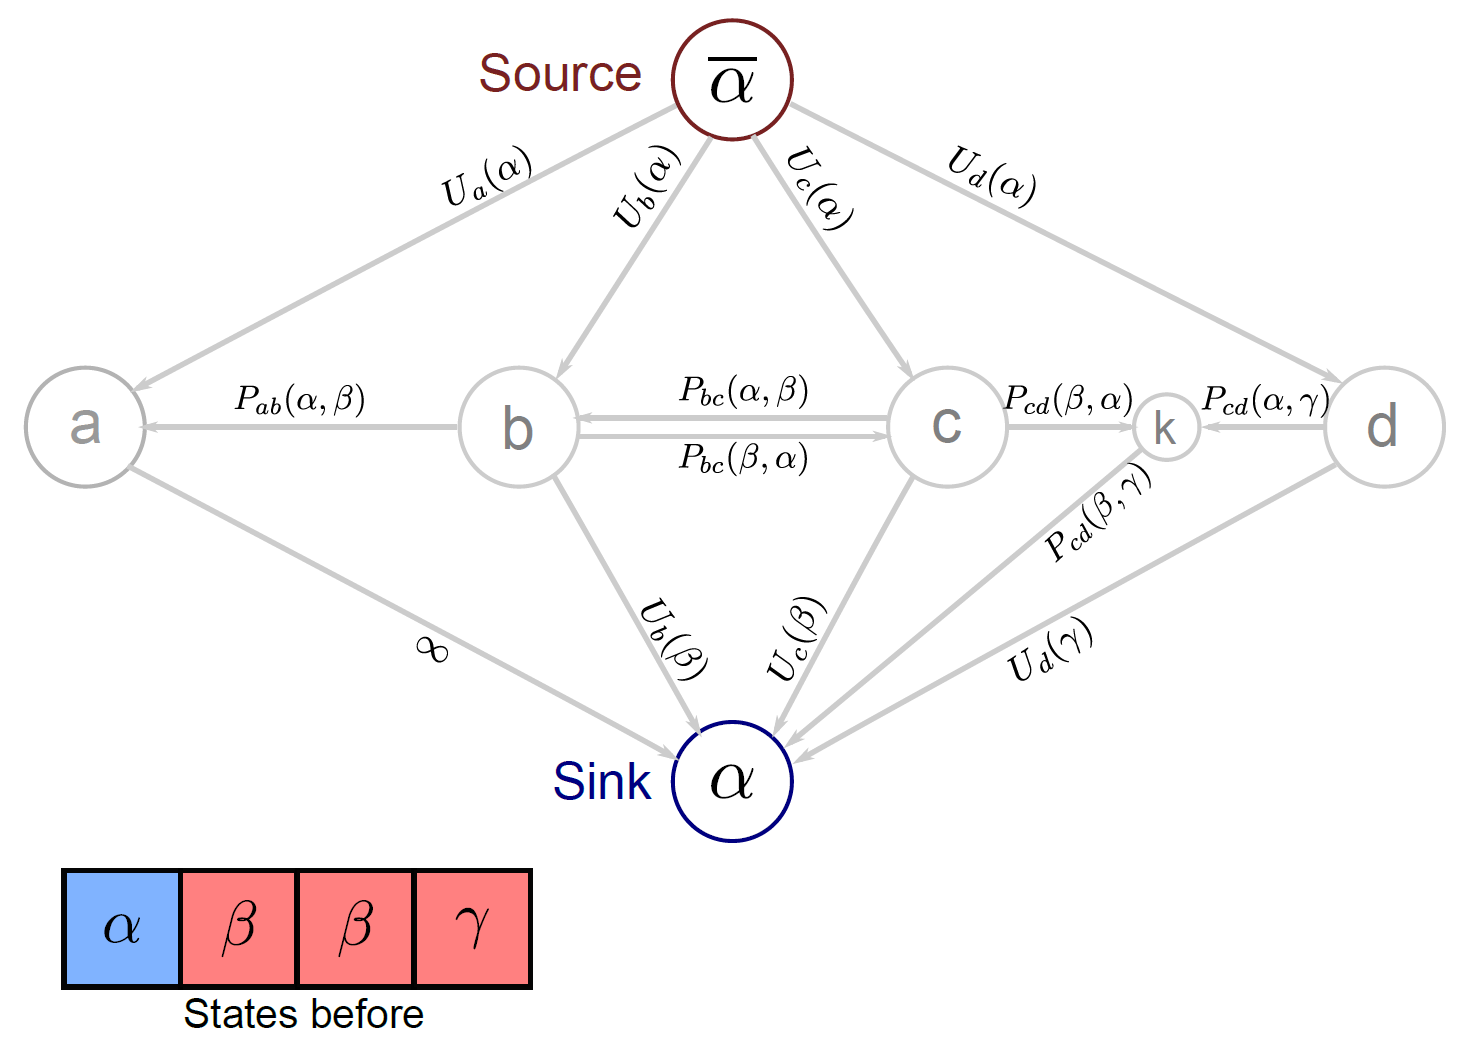 Source
α̅
U_a(α)
U_b(α)
U_c(α)
U_d(α)
a
P_ab(α, β)
b
P_bc(α, β)
P_bc(β, α)
c
P_cd(β, α)
k
P_cd(α, γ)
d
∞
U_b(β)
U_c(β)
P_cd(β, γ)
U_d(γ)
Sink
α
α β β γ
States before